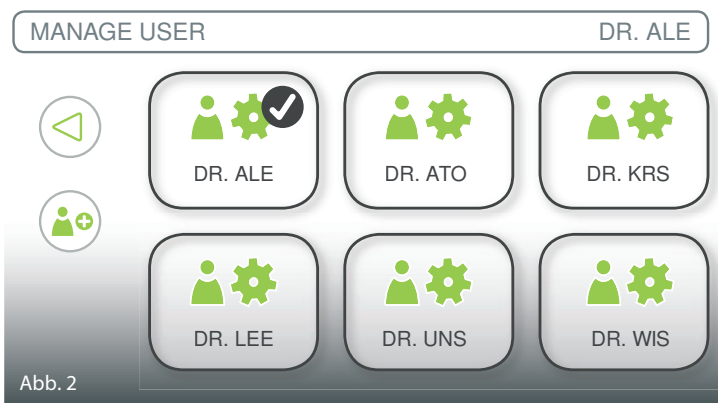 MANAGE USER DR. ALE
DR. ALE DR. ATO DR. KRS
DR. LEE DR. UNS DR. WIS
Abb. 2